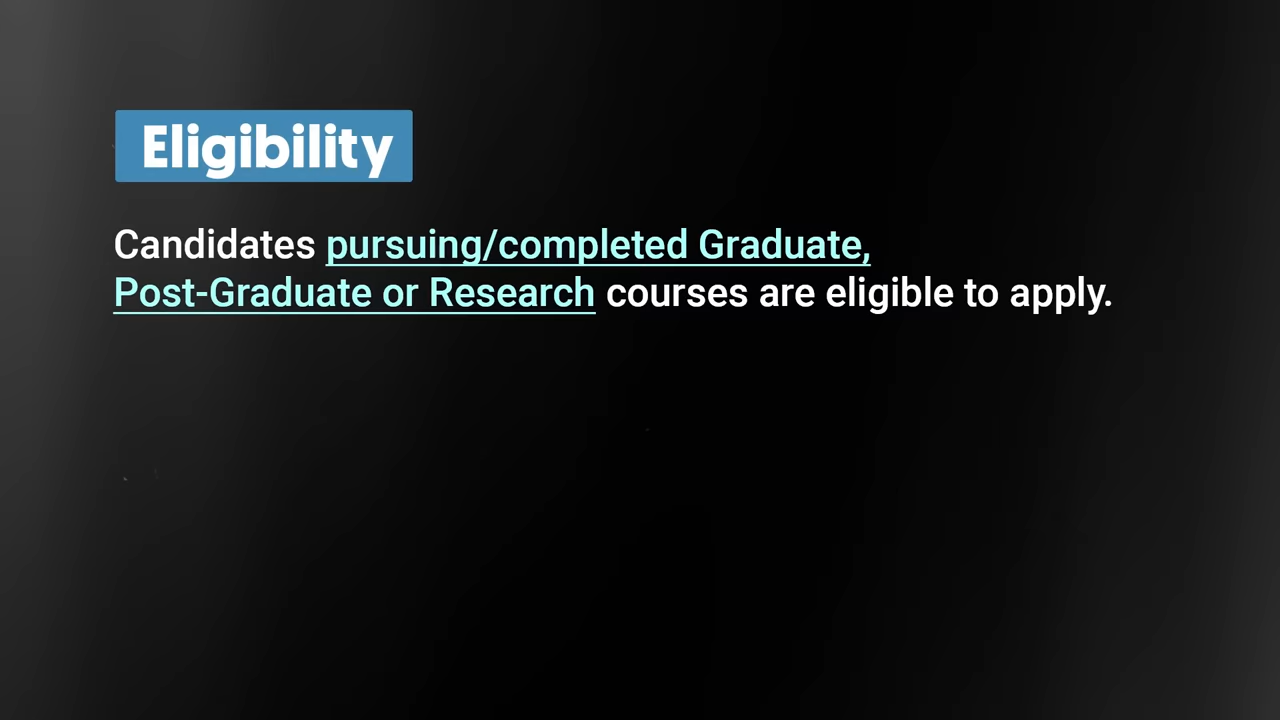 Eligibility
Candidates pursuing/completed Graduate,
Post-Graduate or Research courses are eligible to apply.